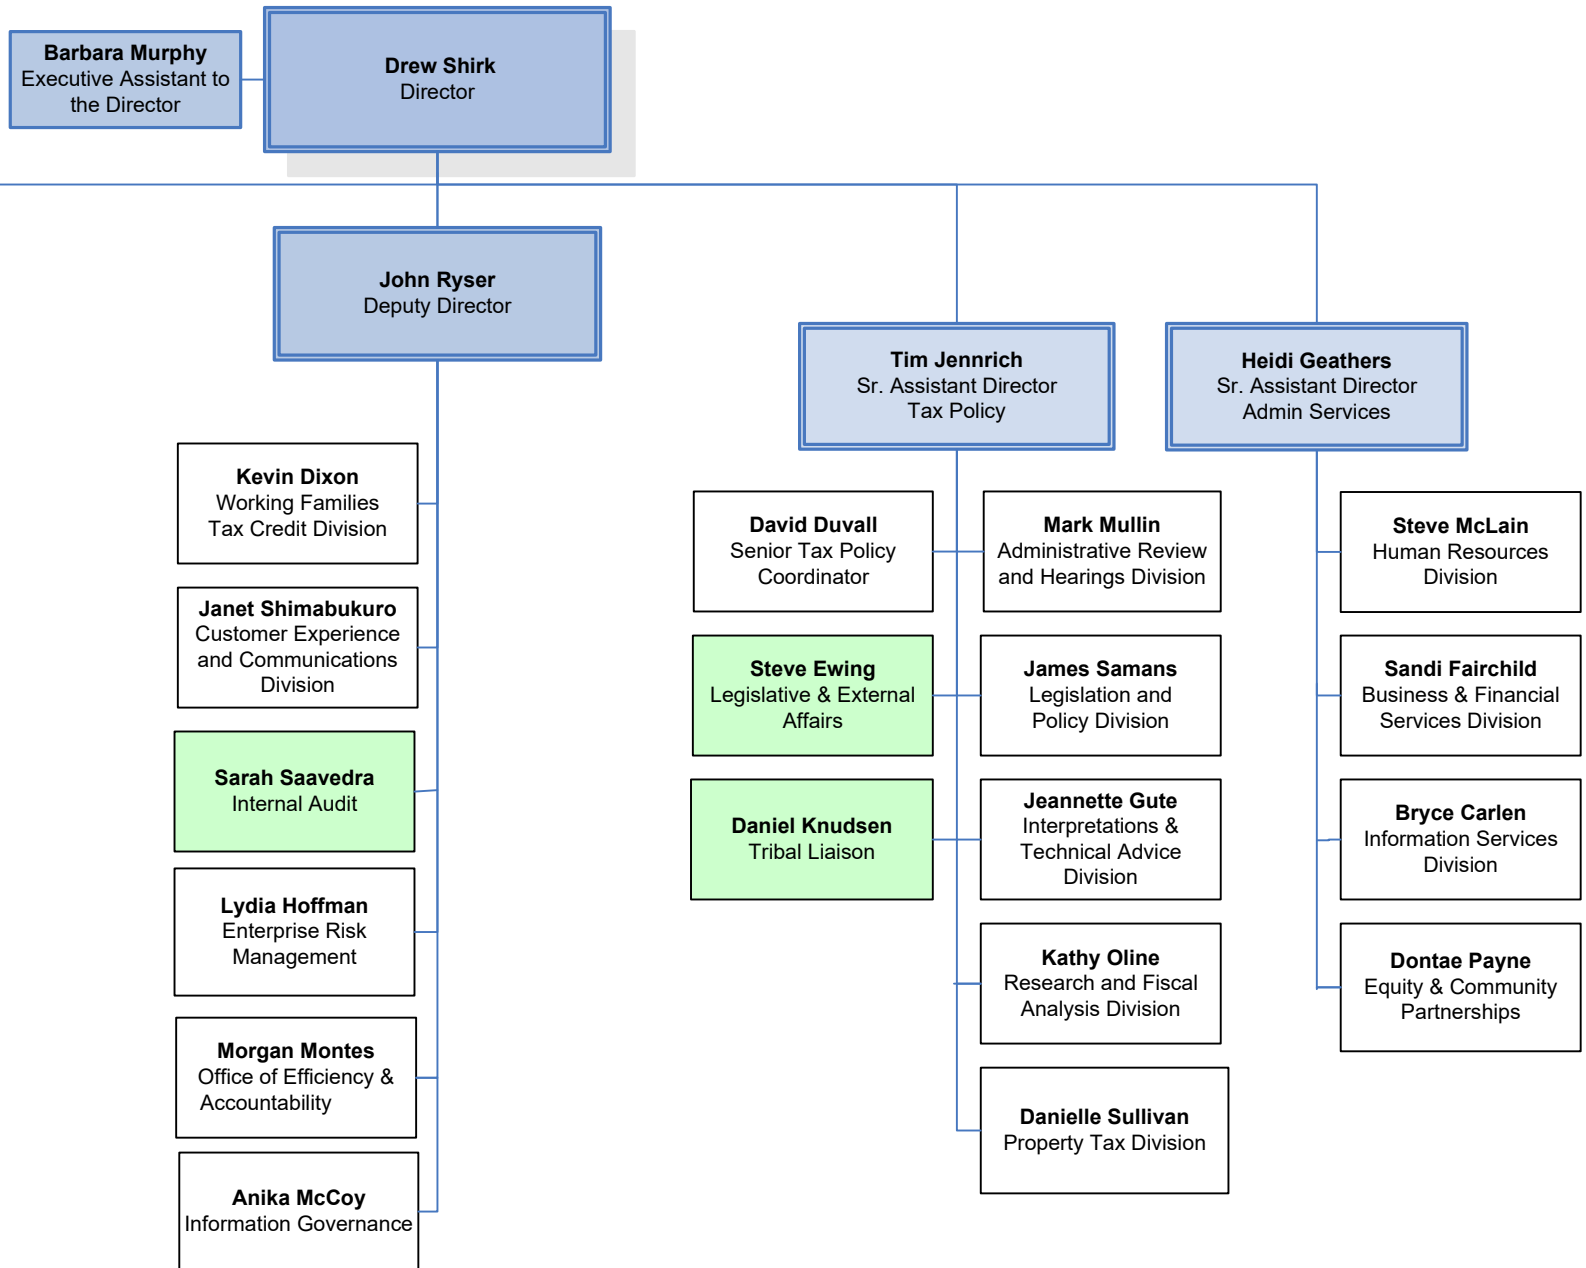 Barbara Murphy
Executive Assistant to
the Director
Drew Shirk
Director
John Ryser
Deputy Director
Tim Jennrich
Sr. Assistant Director
Tax Policy
Heidi Geathers
Sr. Assistant Director
Admin Services
Kevin Dixon
Working Families
Tax Credit Division
Janet Shimabukuro
Customer Experience
and Communications
Division
Sarah Saavedra
Internal Audit
Lydia Hoffman
Enterprise Risk
Management
Morgan Montes
Office of Efficiency &
Accountability
Anika McCoy
Information Governance
David Duvall
Senior Tax Policy
Coordinator
Steve Ewing
Legislative & External
Affairs
Daniel Knudsen
Tribal Liaison
Mark Mullin
Administrative Review
and Hearings Division
James Samans
Legislation and
Policy Division
Jeannette Gute
Interpretations &
Technical Advice
Division
Kathy Oline
Research and Fiscal
Analysis Division
Danielle Sullivan
Property Tax Division
Steve McLain
Human Resources
Division
Sandi Fairchild
Business & Financial
Services Division
Bryce Carlen
Information Services
Division
Dontae Payne
Equity & Community
Partnerships